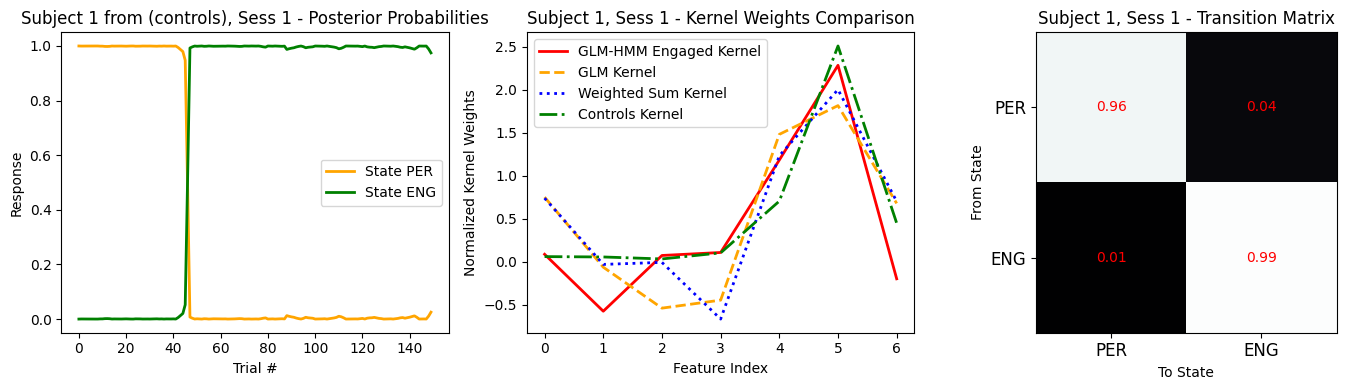 Subject 1 from (controls), Sess 1 - Posterior Probabilities
Response
1.0
0.8
0.6
0.4
0.2
0.0
State PER
State ENG
0 20 40 60 80 100 120 140
Trial #
Subject 1, Sess 1 - Kernel Weights Comparison
Normalized Kernel Weights
2.5
2.0
1.5
1.0
0.5
0.0
−0.5
GLM-HMM Engaged Kernel
GLM Kernel
Weighted Sum Kernel
Controls Kernel
0 1 2 3 4 5 6
Feature Index
Subject 1, Sess 1 - Transition Matrix
From State
PER
ENG
0.96 0.04
0.01 0.99
PER ENG
To State